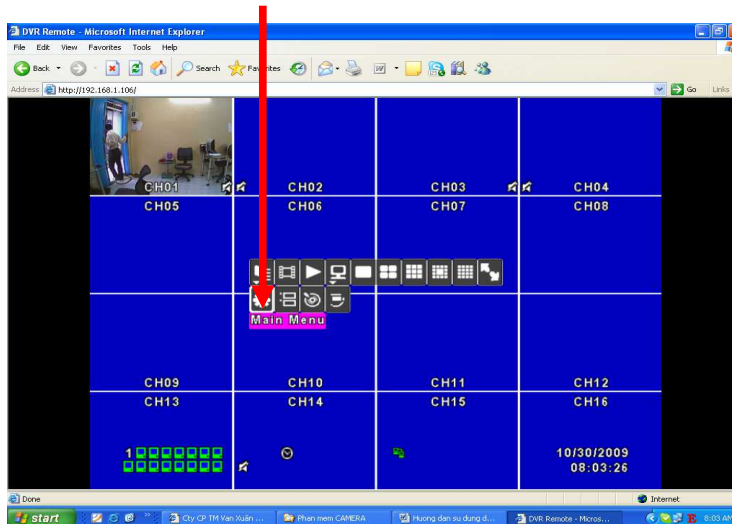 DVR Remote - Microsoft Internet Explorer
File Edit View Favorites Tools Help
Back Search
Address http://192.168.1.106/ Go Links
CH01 CH02 CH03 CH04
CH05 CH06 CH07 CH08
Main Menu
CH09 CH10 CH11 CH12
CH13 CH14 CH15 CH16
1 10/30/2009
08:03:26
Done Internet
start Cty CP TM Van Xuân ... Phan mem CAMERA Huong dan su dung d... DVR Remote - Micros... 8:03 AM